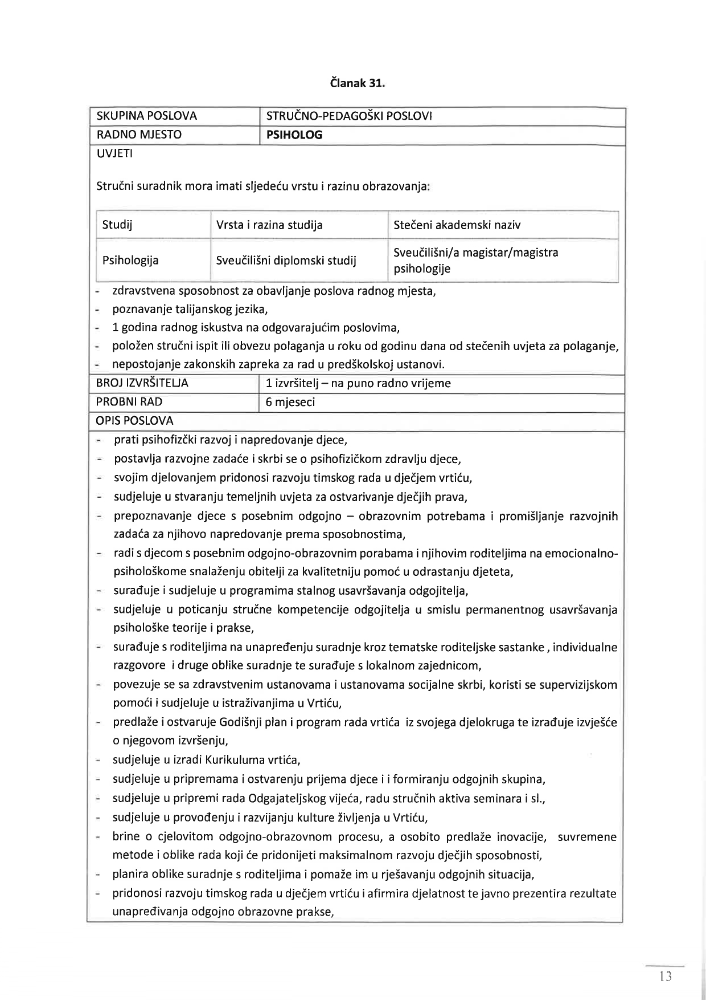 Članak 31.
SKUPINA POSLOVA STRUČNO-PEDAGOŠKI POSLOVI
RADNO MJESTO PSIHOLOG
UVJETI
Stručni suradnik mora imati sljedeću vrstu i razinu obrazovanja:
Studij Vrsta i razina studija Stečeni akademski naziv
Psihologija Sveučilišni diplomski studij Sveučilišni/a magistar/magistra
psihologije
- zdravstvena sposobnost za obavljanje poslova radnog mjesta,
- poznavanje talijanskog jezika,
- 1 godina radnog iskustva na odgovarajućim poslovima,
- položen stručni ispit ili obvezu polaganja u roku od godinu dana od stečenih uvjeta za polaganje,
- nepostojanje zakonskih zapreka za rad u predškolskoj ustanovi.
BROJ IZVRŠITELJA 1 izvršitelj – na puno radno vrijeme
PROBNI RAD 6 mjeseci
OPIS POSLOVA
- prati psihofizčki razvoj i napredovanje djece,
- postavlja razvojne zadaće i skrbi se o psihofizičkom zdravlju djece,
- svojim djelovanjem pridonosi razvoju timskog rada u dječjem vrtiću,
- sudjeluje u stvaranju temeljnih uvjeta za ostvarivanje dječjih prava,
- prepoznavanje djece s posebnim odgojno – obrazovnim potrebama i promišljanje razvojnih
zadaća za njihovo napredovanje prema sposobnostima,
- radi s djecom s posebnim odgojno-obrazovnim porabama i njihovim roditeljima na emocionalno-
psihološkome snalaženju obitelji za kvalitetniju pomoć u odrastanju djeteta,
- surađuje i sudjeluje u programima stalnog usavršavanja odgojitelja,
- sudjeluje u poticanju stručne kompetencije odgojitelja u smislu permanentnog usavršavanja
psihološke teorije i prakse,
- surađuje s roditeljima na unapređenju suradnje kroz tematske roditeljske sastanke , individualne
razgovore i druge oblike suradnje te surađuje s lokalnom zajednicom,
- povezuje se sa zdravstvenim ustanovama i ustanovama socijalne skrbi, koristi se supervizijskom
pomoći i sudjeluje u istraživanjima u Vrtiću,
- predlaže i ostvaruje Godišnji plan i program rada vrtića iz svojega djelokruga te izrađuje izvješće
o njegovom izvršenju,
- sudjeluje u izradi Kurikuluma vrtića,
- sudjeluje u pripremama i ostvarenju prijema djece i i formiranju odgojnih skupina,
- sudjeluje u pripremi rada Odgajateljskog vijeća, radu stručnih aktiva seminara i sl.,
- sudjeluje u provođenju i razvijanju kulture življenja u Vrtiću,
- brine o cjelovitom odgojno-obrazovnom procesu, a osobito predlaže inovacije, suvremene
metode i oblike rada koji će pridonijeti maksimalnom razvoju dječjih sposobnosti,
- planira oblike suradnje s roditeljima i pomaže im u rješavanju odgojnih situacija,
- pridonosi razvoju timskog rada u dječjem vrtiću i afirmira djelatnost te javno prezentira rezultate
unapređivanja odgojno obrazovne prakse,
13